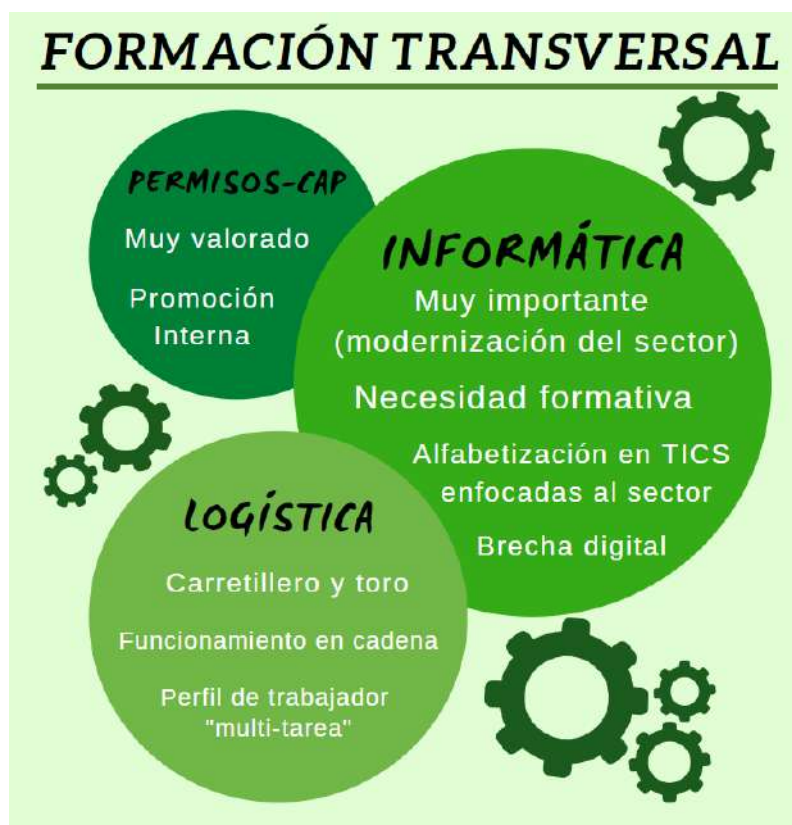 FORMACIÓN TRANSVERSAL
PERMISOS-CAP
Muy valorado
Promoción
Interna
INFORMÁTICA
Muy importante
(modernización del sector)
Necesidad formativa
Alfabetización en TICS
enfocadas al sector
Brecha digital
LOGÍSTICA
Carretillero y toro
Funcionamiento en cadena
Perfil de trabajador
"multi-tarea"